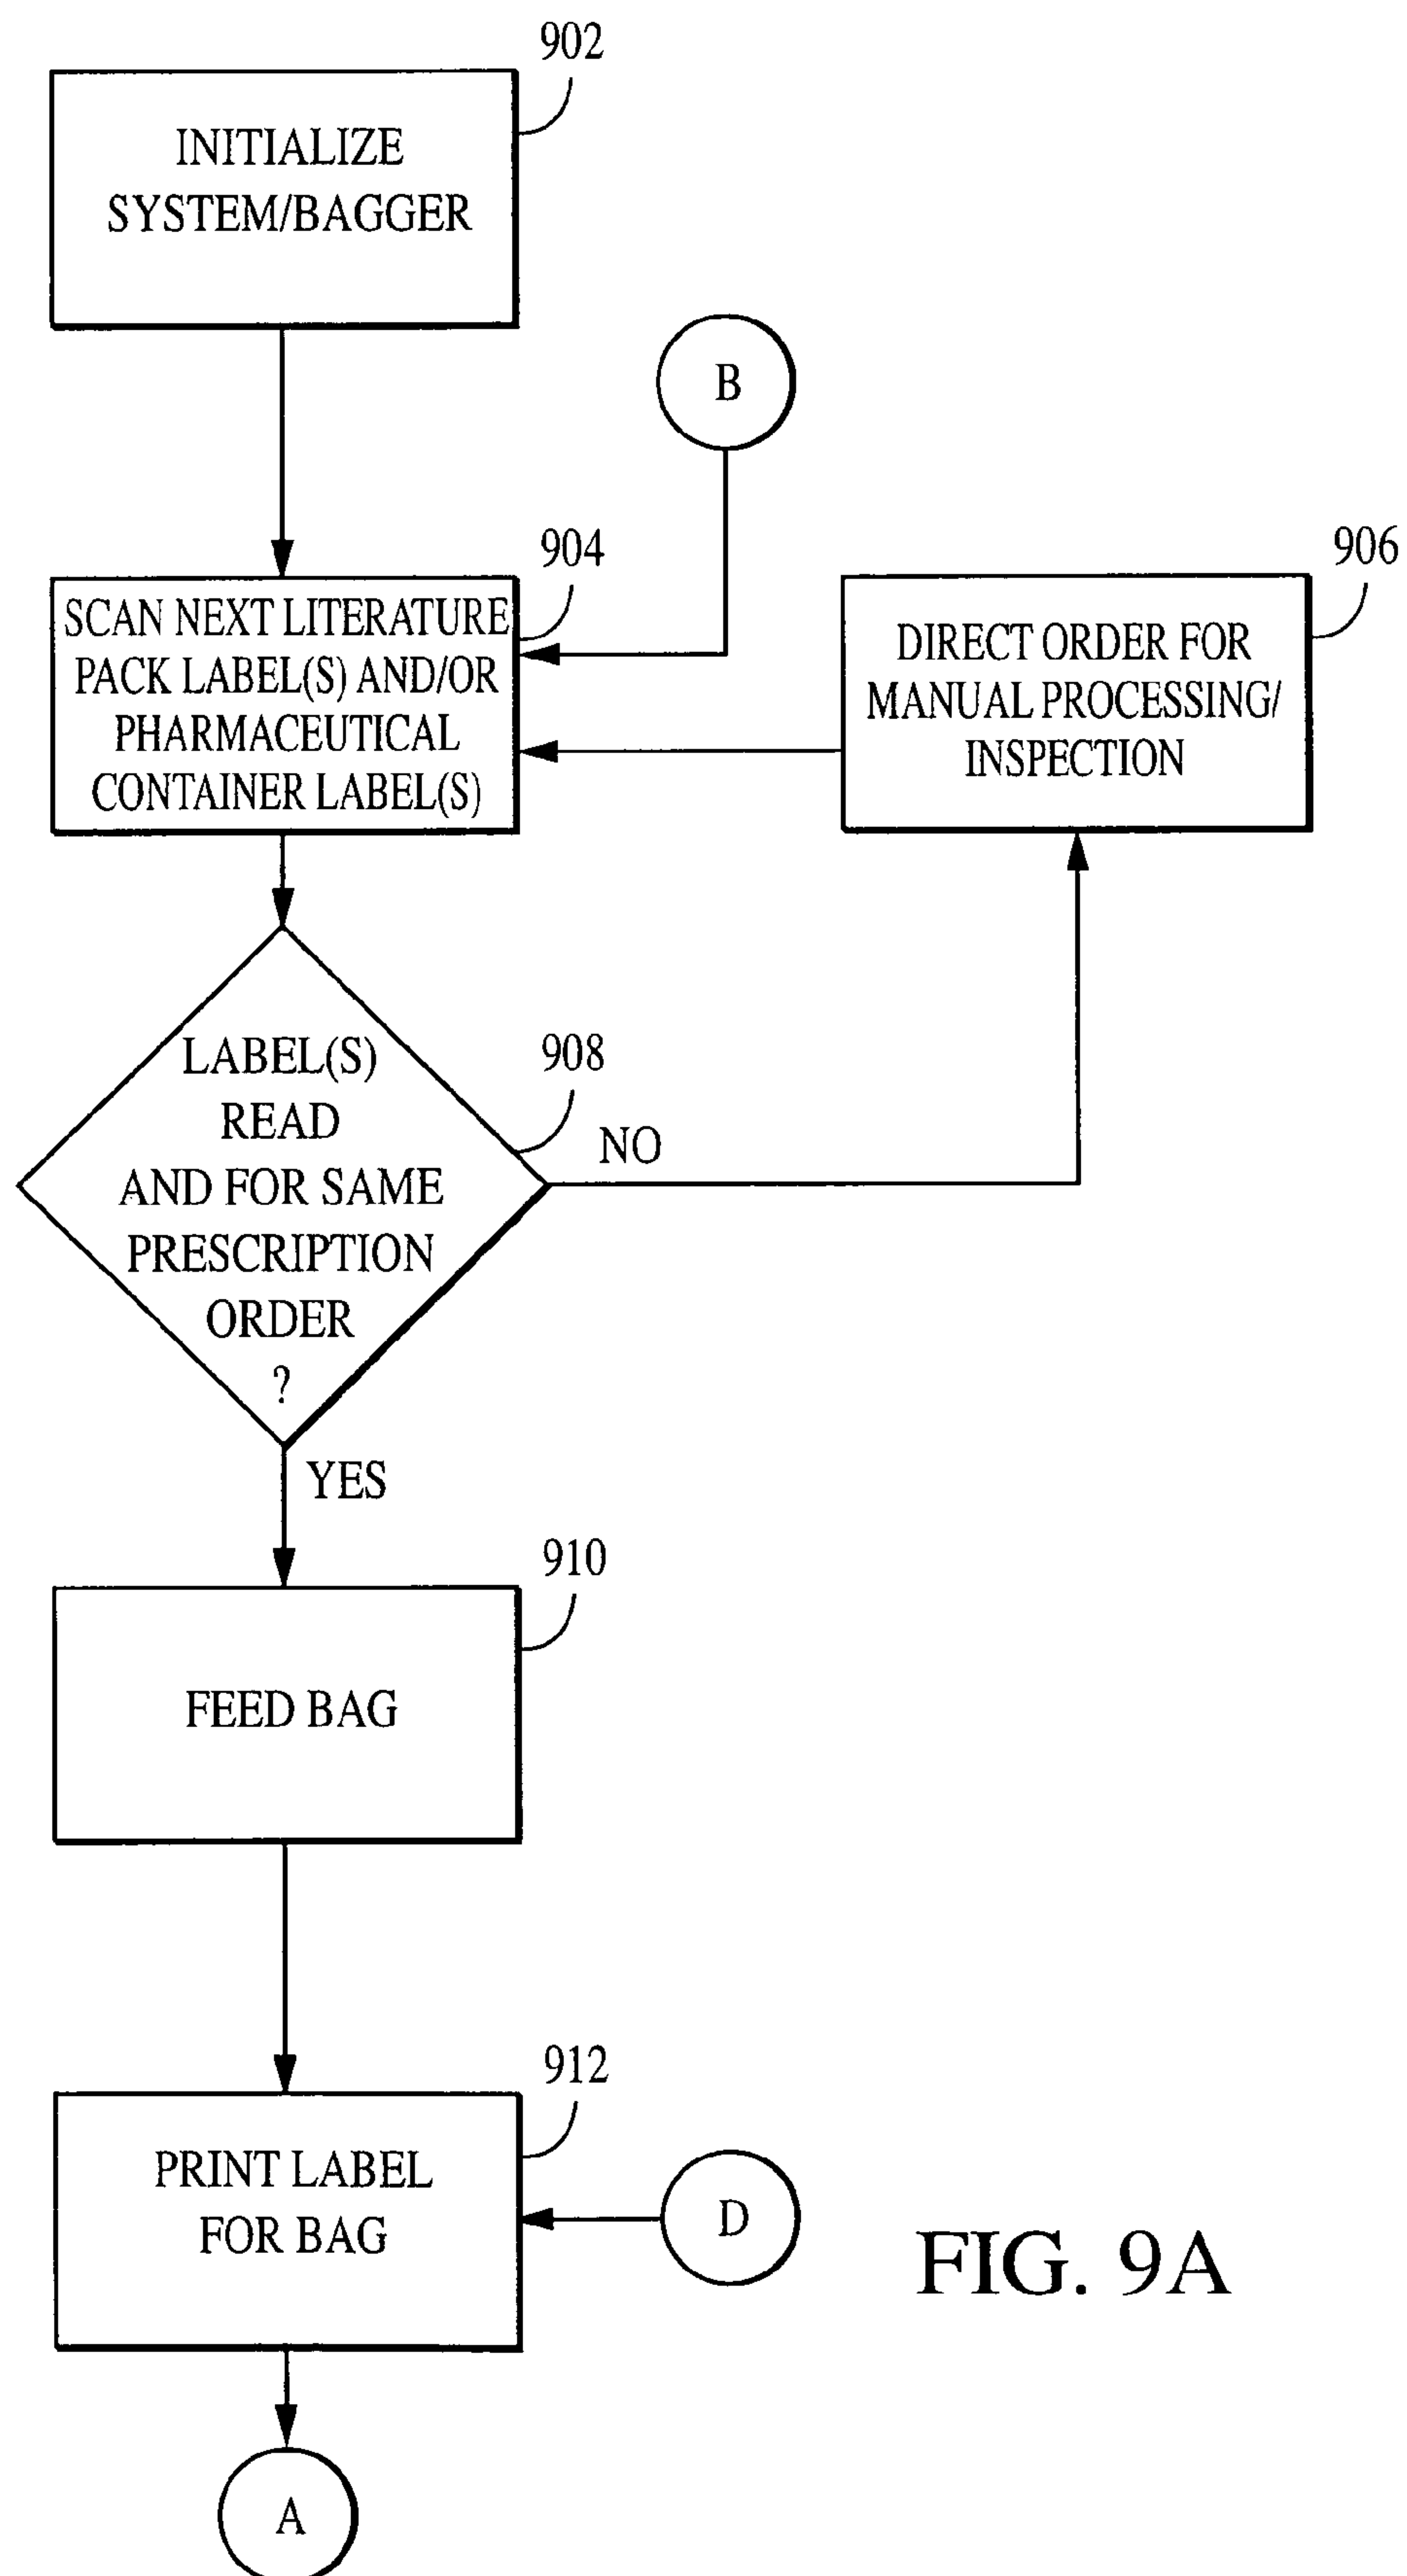 902
INITIALIZE
SYSTEM/BAGGER
B
904
SCAN NEXT LITERATURE
PACK LABEL(S) AND/OR
PHARMACEUTICAL
CONTAINER LABEL(S)
906
DIRECT ORDER FOR
MANUAL PROCESSING/
INSPECTION
908
LABEL(S)
READ
AND FOR SAME
PRESCRIPTION
ORDER
?
NO
YES
910
FEED BAG
912
PRINT LABEL
FOR BAG
D
FIG. 9A
A